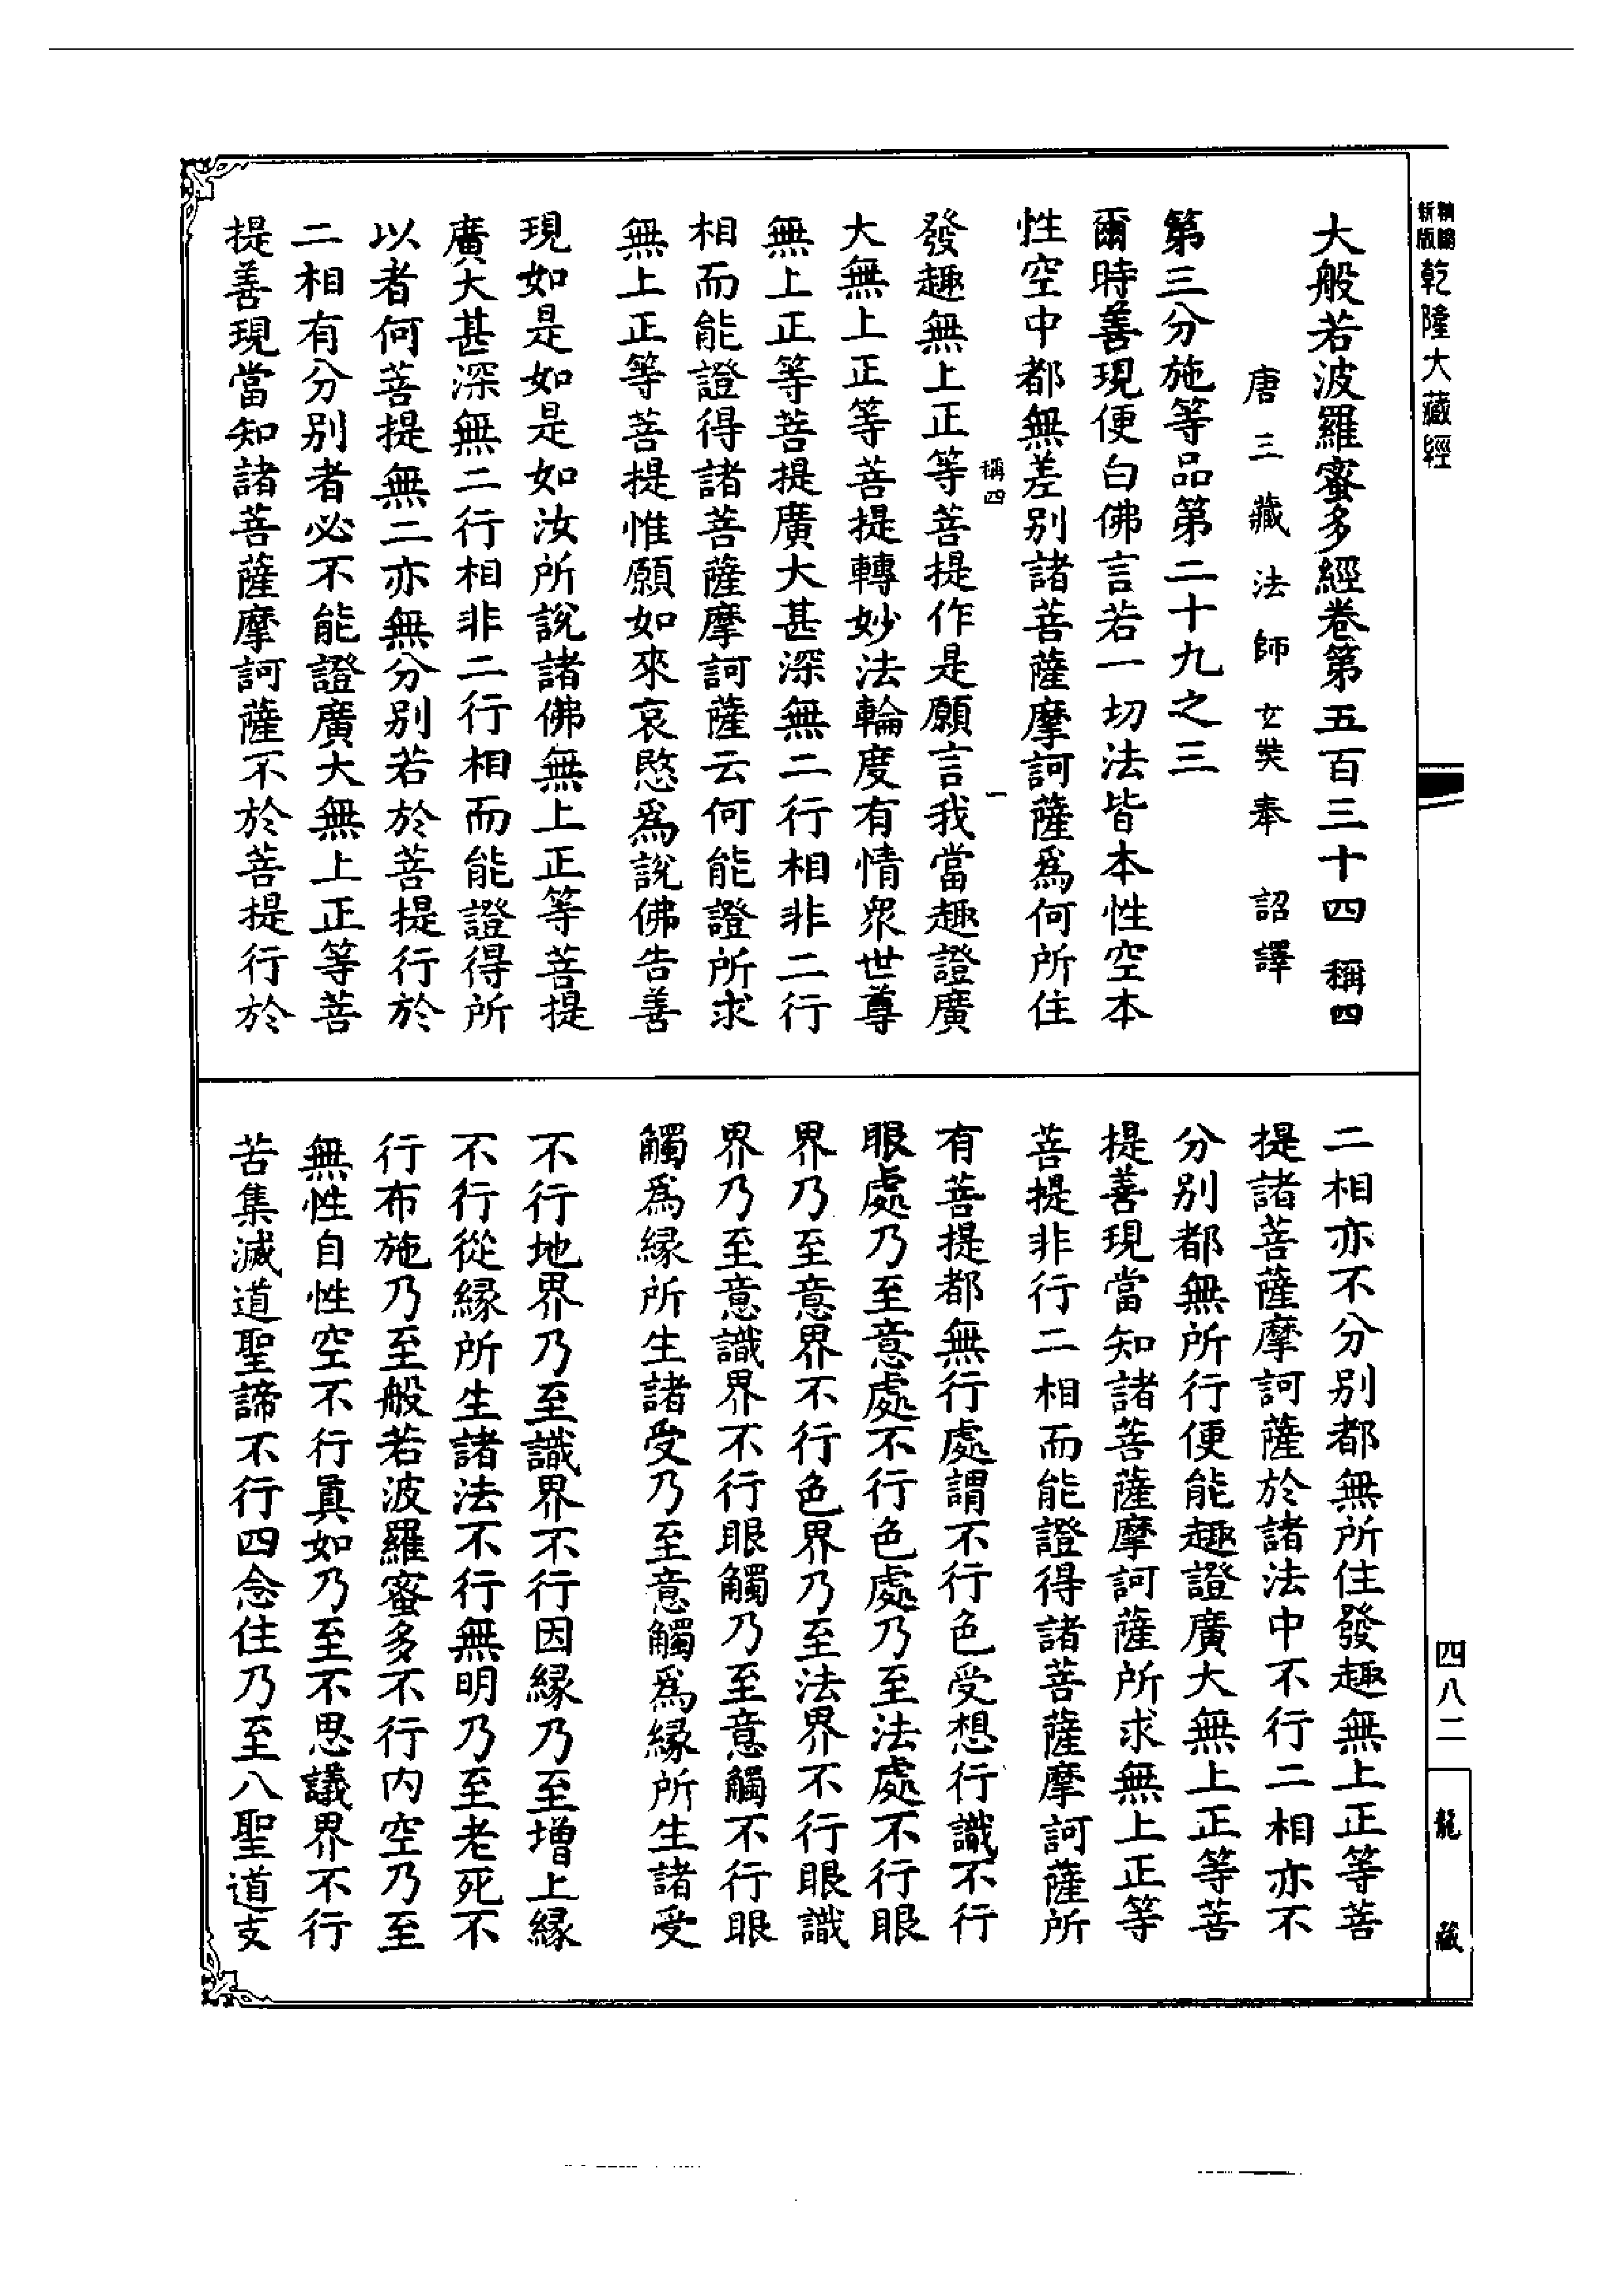 新版
精縮
乾隆大藏經
大般若波羅蜜多經卷第五百三十四 稱四
唐三藏法師玄奘奉 詔譯
第三分施等品第二十九之三
爾時善現便白佛言若一切法皆本性空本
性空中都無差別諸菩薩摩訶薩爲何所住
稱四 一
發趣無上正等菩提作是願言我當趣證廣
大無上正等菩提轉妙法輪度有情衆世尊
無上正等菩提廣大甚深無二行相非二行
相而能證得諸菩薩摩訶薩云何能證所求
無上正等菩提惟願如來哀愍爲說佛告善
現如是如是如汝所說諸佛無上正等菩提
廣大甚深無二行相非二行相而能證得所
以者何菩提無二亦無分別若於菩提行於
二相有分別者必不能證廣大無上正等菩
提善現當知諸菩薩摩訶薩不於菩提行於
二相亦不分別都無所住發趣無上正等菩
提諸菩薩摩訶薩於諸法中不行二相亦不
分別都無所行便能趣證廣大無上正等菩
提善現當知諸菩薩摩訶薩所求無上正等
菩提非行二相而能證得諸菩薩摩訶薩所
有菩提都無行處謂不行色受想行識不行
眼處乃至意處不行色處乃至法處不行眼
界乃至意界不行色界乃至法界不行眼識
界乃至意識界不行眼觸乃至意觸不行眼
觸爲緣所生諸受乃至意觸爲緣所生諸受
不行地界乃至識界不行因緣乃至增上緣
不行從緣所生諸法不行無明乃至老死不
行布施乃至般若波羅蜜多不行内空乃至
無性自性空不行眞如乃至不思議界不行
苦集滅道聖諦不行四念住乃至八聖道支
四八二
龍藏